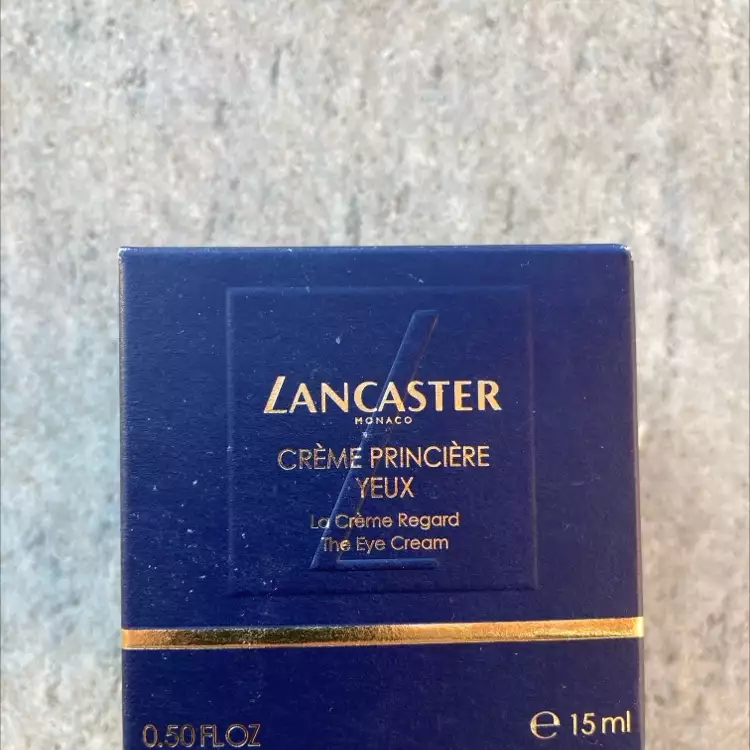 LANCASTER
MONACO
CRÈME PRINCIÈRE
YEUX
La Crème Regard
The Eye Cream
0.50 FL OZ
℮ 15 ml